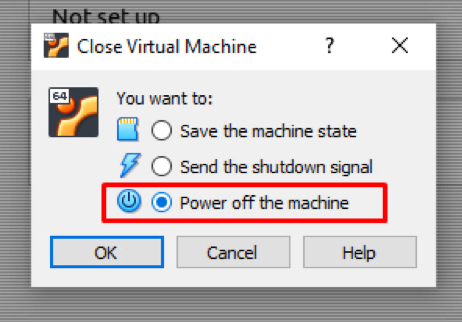 Not set up
Close Virtual Machine ? ×
64
You want to:
Save the machine state
Send the shutdown signal
Power off the machine
OK Cancel Help